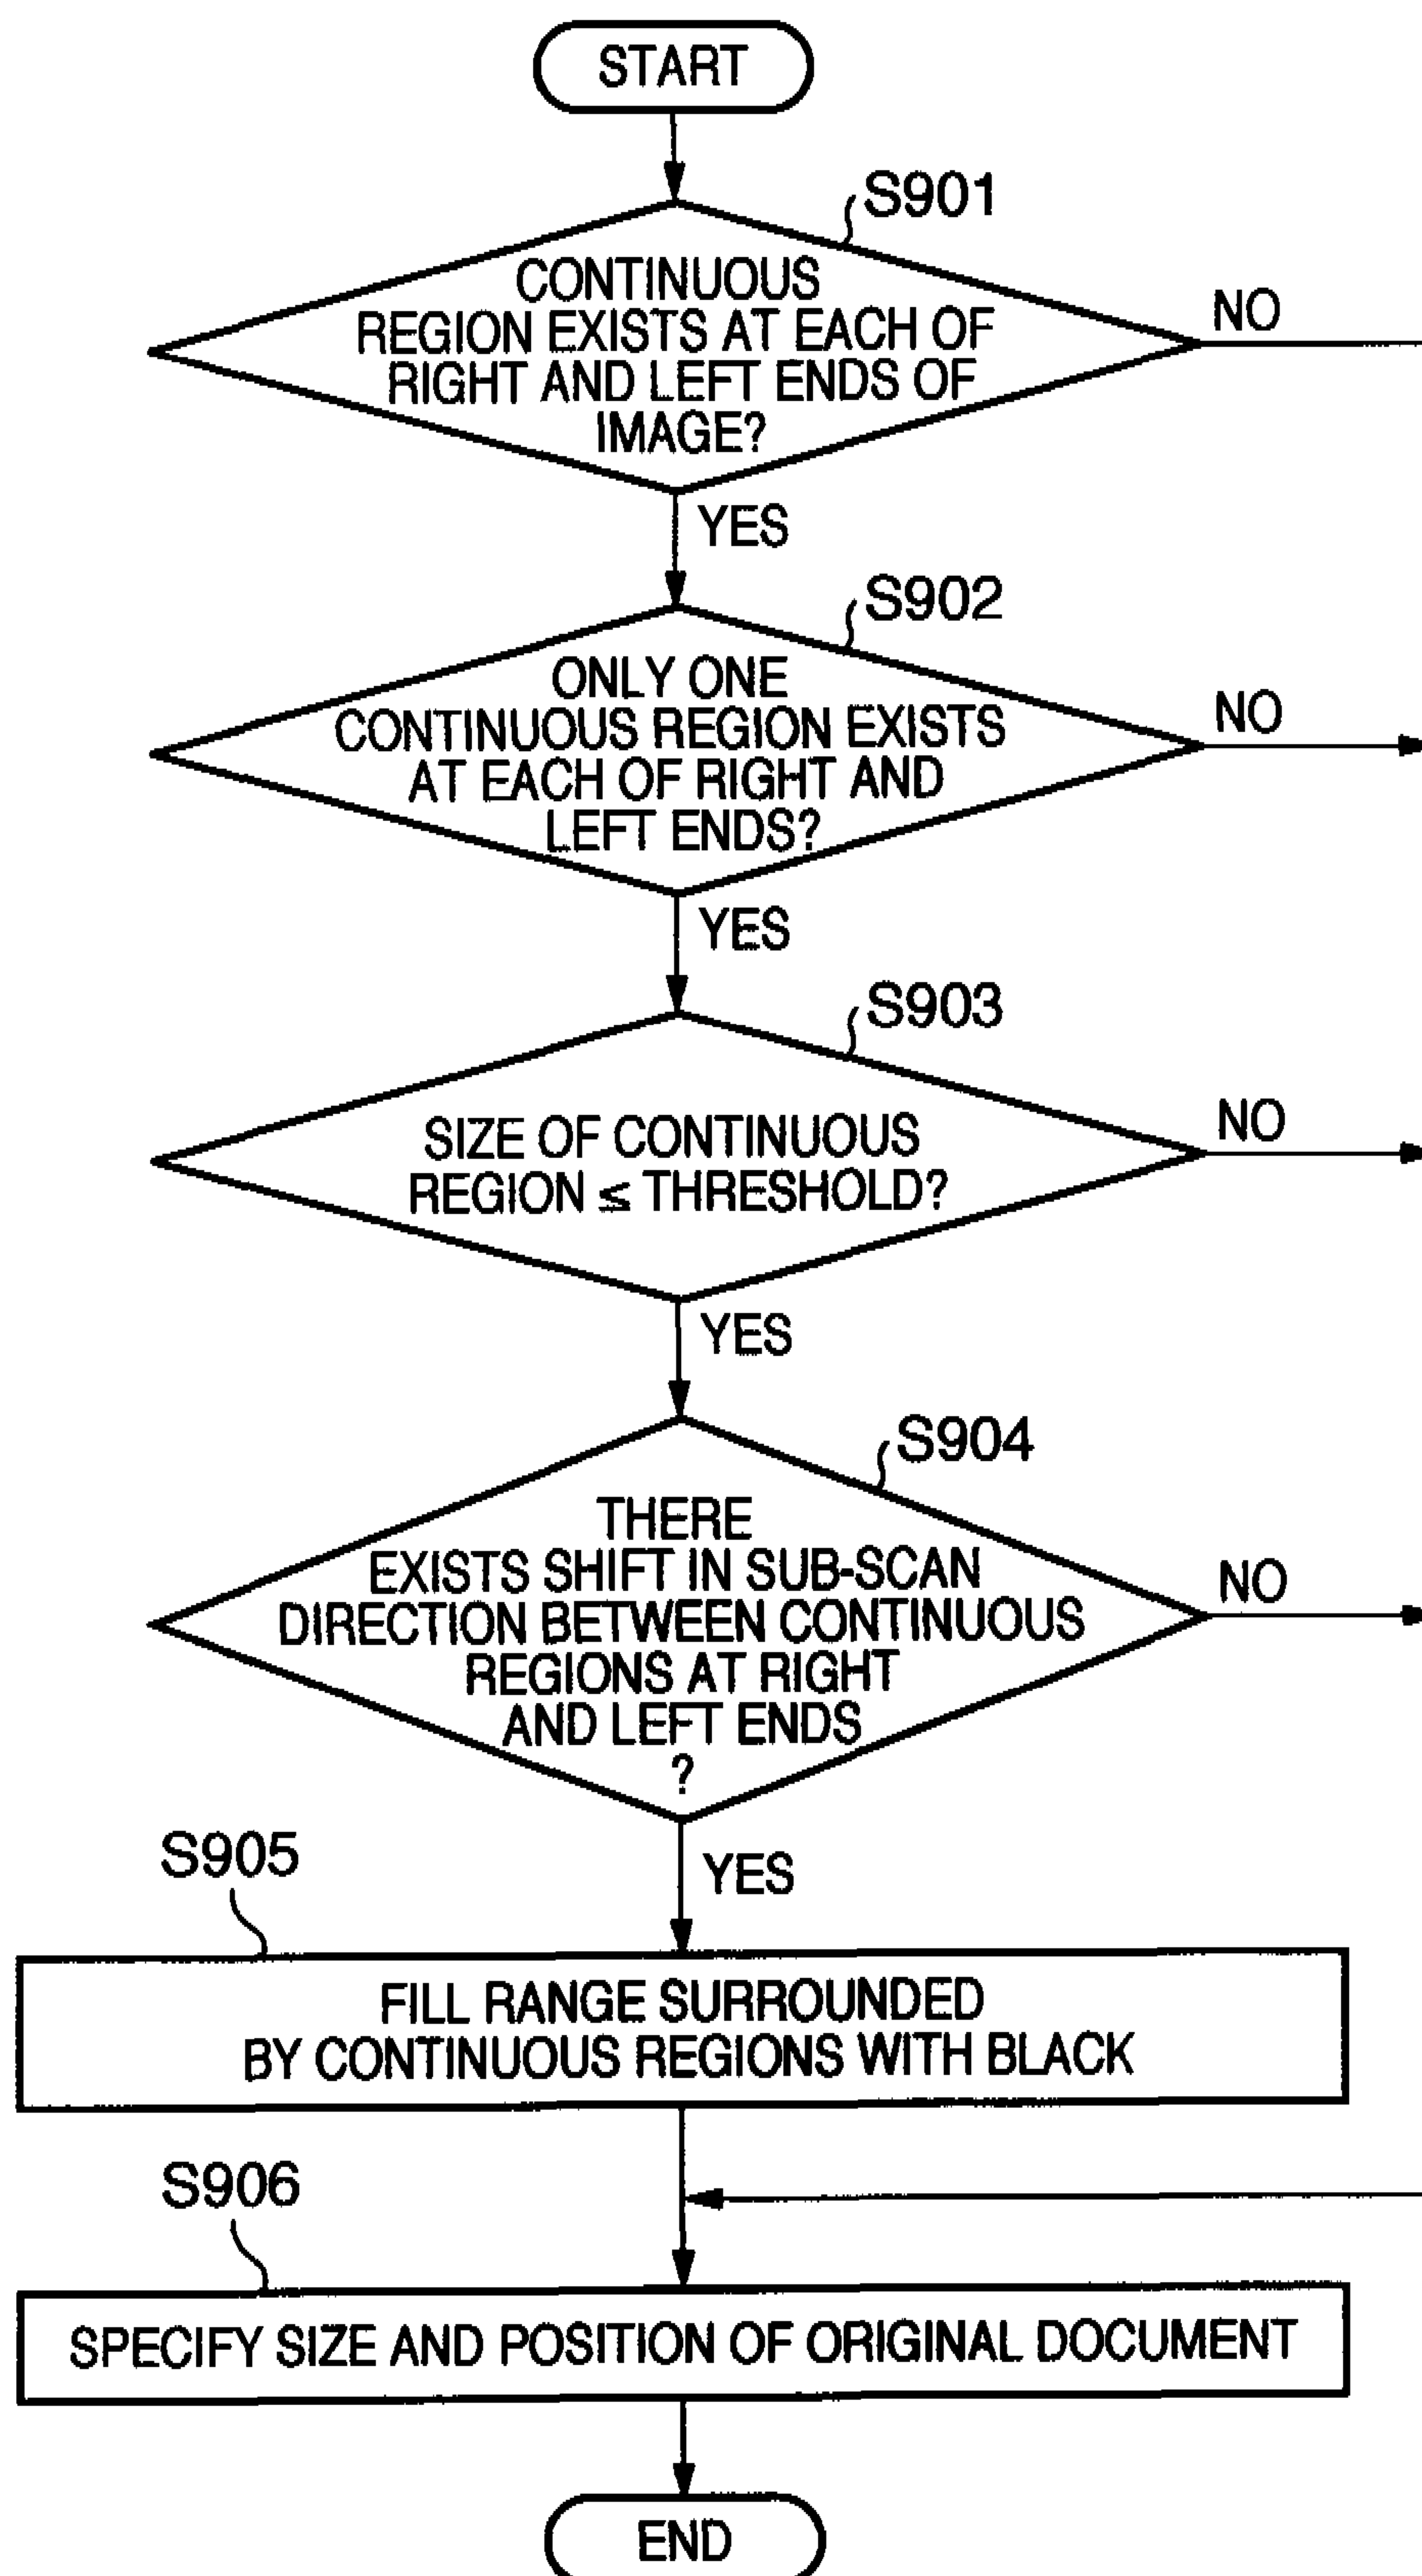 START
S901
CONTINUOUS
REGION EXISTS AT EACH OF
RIGHT AND LEFT ENDS OF
IMAGE?
NO
YES
S902
ONLY ONE
CONTINUOUS REGION EXISTS
AT EACH OF RIGHT AND
LEFT ENDS?
NO
YES
S903
SIZE OF CONTINUOUS
REGION ≦ THRESHOLD?
NO
YES
S904
THERE
EXISTS SHIFT IN SUB-SCAN
DIRECTION BETWEEN CONTINUOUS
REGIONS AT RIGHT
AND LEFT ENDS
?
NO
YES
S905
FILL RANGE SURROUNDED
BY CONTINUOUS REGIONS WITH BLACK
S906
SPECIFY SIZE AND POSITION OF ORIGINAL DOCUMENT
END